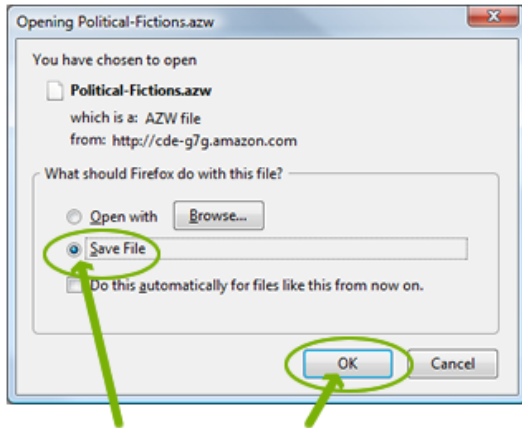 Opening Political-Fictions.azw
You have chosen to open
Political-Fictions.azw
which is a: AZW file
from: http://cde-g7g.amazon.com
What should Firefox do with this file?
Open with Browse...
Save File
Do this automatically for files like this from now on.
OK Cancel